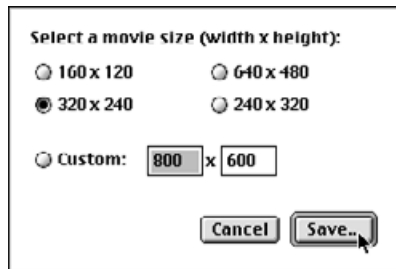 Select a movie size (width x height):
160 x 120 640 x 480
320 x 240 240 x 320
Custom: 800 x 600
Cancel Save...